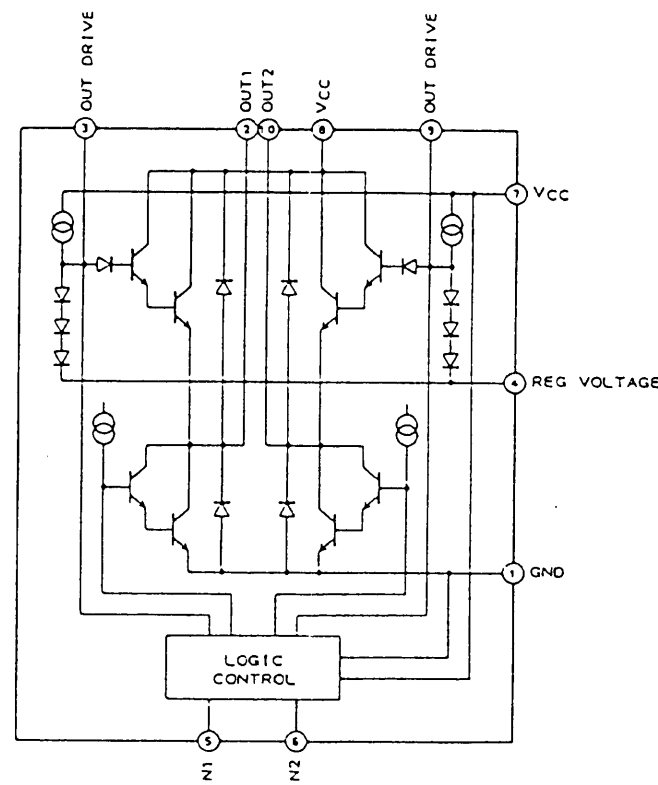 OUT DRIVE
OUT1
OUT2
VCC
OUT DRIVE
3
2
10
8
9
7 VCC
4 REG VOLTAGE
1 GND
LOGIC
CONTROL
5
6
N1
N2